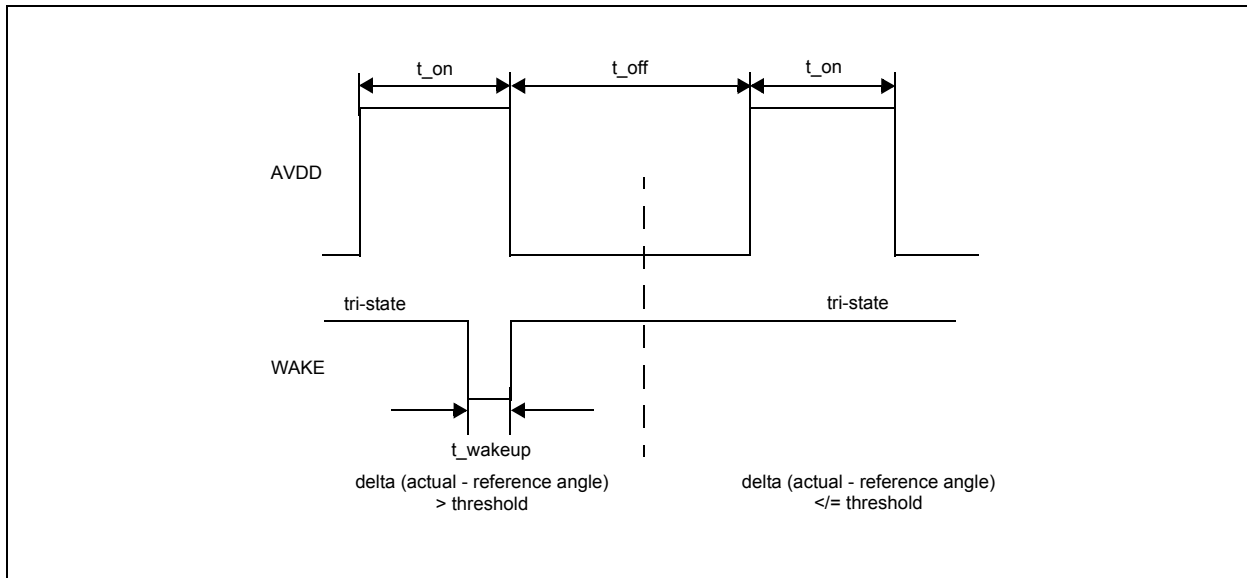 t_on
t_off
t_on
AVDD
tri-state
tri-state
WAKE
t_wakeup
delta (actual - reference angle)
> threshold
delta (actual - reference angle)
</= threshold